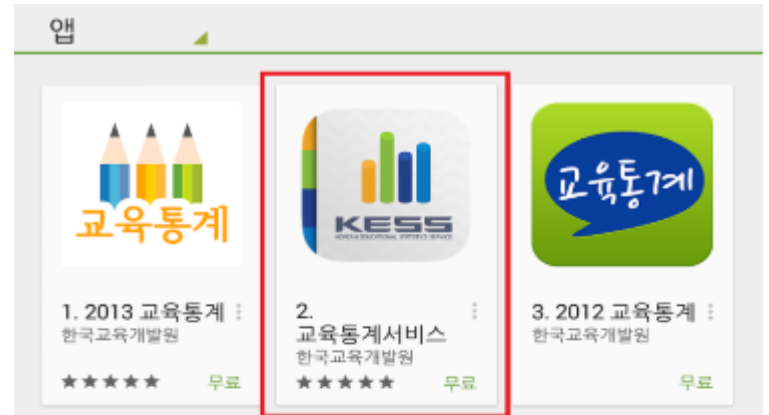 앱
교육통계
1. 2013 교육통계
한국교육개발원
무료
KESS
2.
교육통계서비스
한국교육개발원
무료
교육통계
3. 2012 교육통계
한국교육개발원
무료